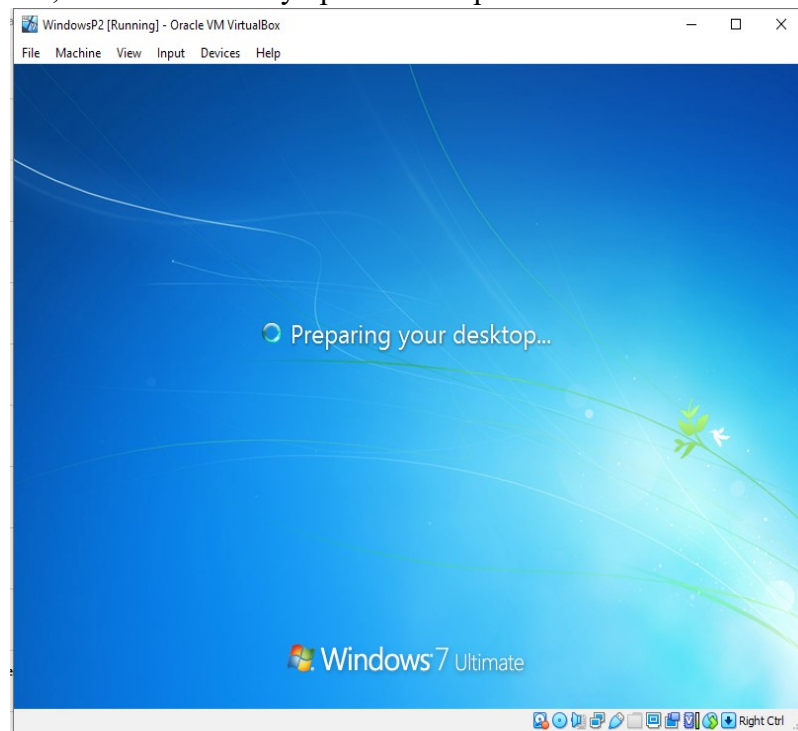 WindowsP2 [Running] - Oracle VM VirtualBox
File Machine View Input Devices Help
Preparing your desktop...
Windows 7 Ultimate
Right Ctrl